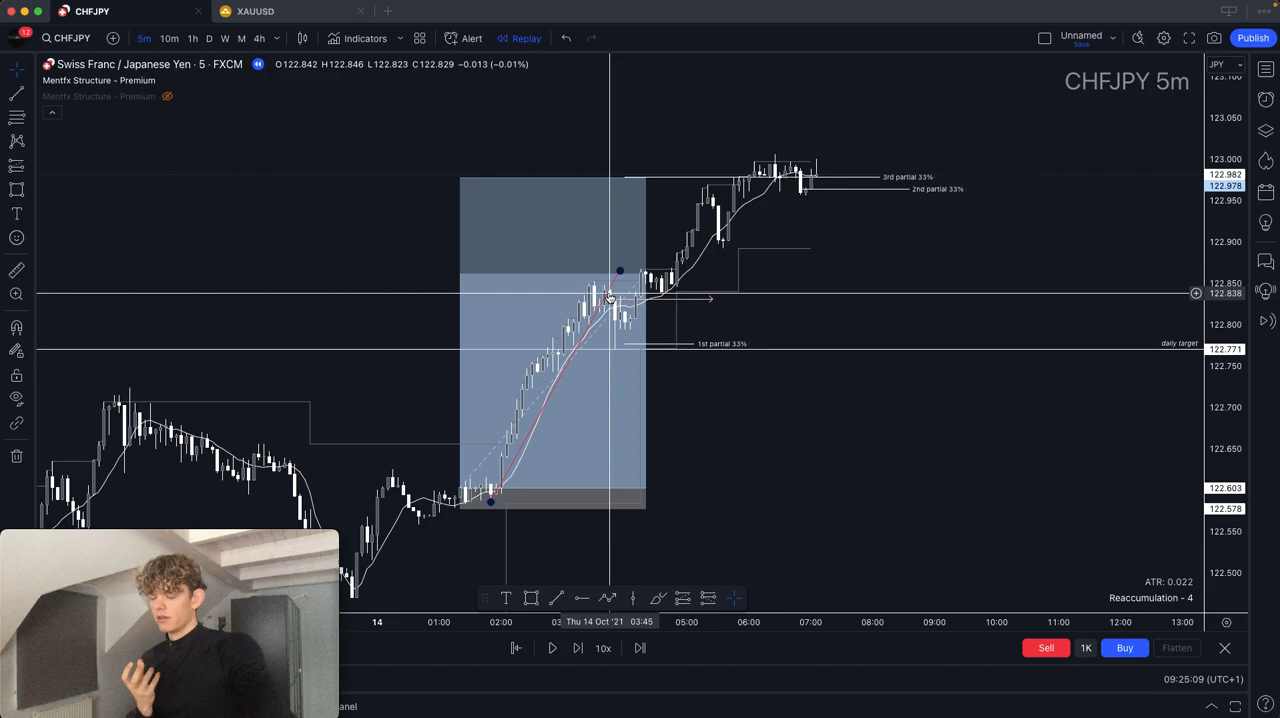 CHFJPY
XAUUSD
12
CHFJPY
5m
10m
1h
D
W
M
4h
Indicators
Alert
Replay
Unnamed
Save
Publish
Swiss Franc / Japanese Yen · 5 · FXCM
O122.842 H122.846 L122.823 C122.829 −0.013 (−0.01%)
Mentfx Structure - Premium
Mentfx Structure - Premium
CHFJPY 5m
JPY
123.100
123.050
123.000
122.982
122.978
122.950
122.900
122.850
122.838
122.800
122.771
122.750
122.700
122.650
122.603
122.578
122.550
122.500
3rd partial 33%
2nd partial 33%
1st partial 33%
daily target
ATR: 0.022
Reaccumulation - 4
14
01:00
02:00
Thu 14 Oct '21 03:45
05:00
06:00
07:00
08:00
09:00
10:00
11:00
12:00
13:00
10x
Sell
1K
Buy
Flatten
09:25:09 (UTC+1)